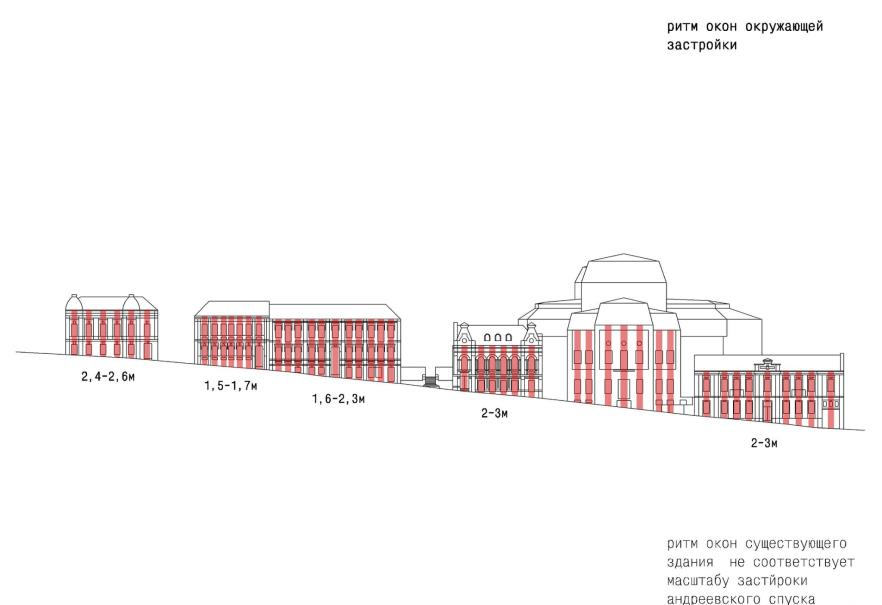 ритм окон окружающей
застройки
2,4-2,6м
1,5-1,7м
1,6-2,3м
2-3м
2-3м
ритм окон существующего
здания  не соответствует
масштабу застйроки
андреевского спуска